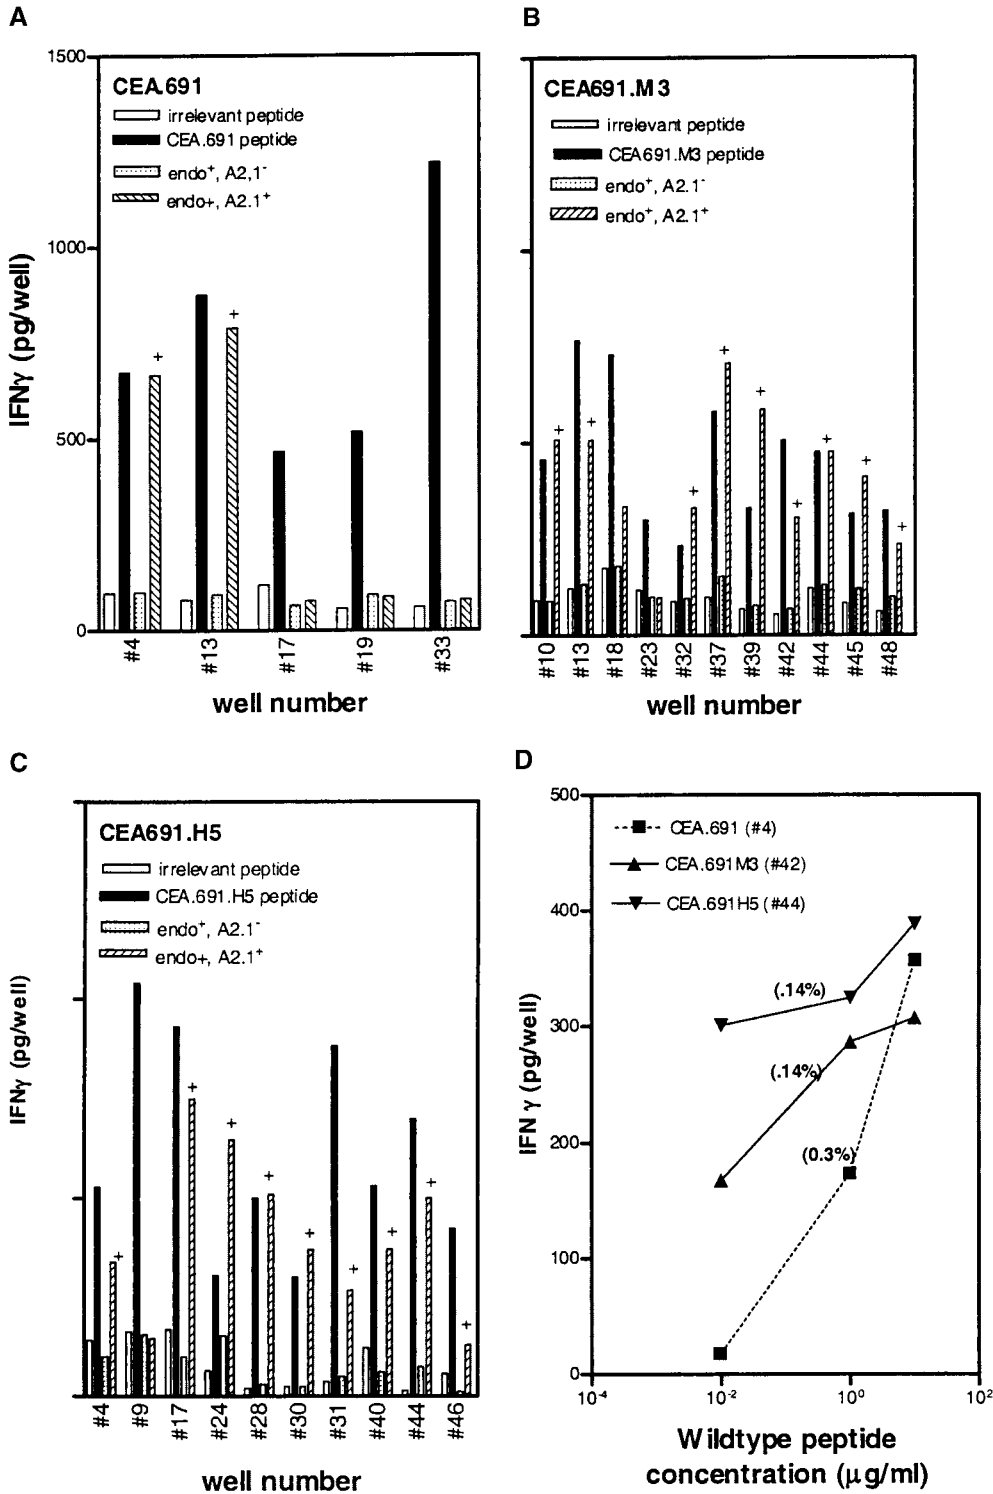 A
1500
CEA.691
irrelevant peptide
CEA.691 peptide
endo+, A2,1-
endo+, A2.1+
1000
500
0
IFNγ (pg/well)
+
+
#4
#13
#17
#19
#33
well number
B
CEA691.M3
irrelevant peptide
CEA691.M3 peptide
endo+, A2.1-
endo+, A2.1+
+
+
+
+
+
+
+
+
+
#10
#13
#18
#23
#32
#37
#39
#42
#44
#45
#48
well number
C
CEA691.H5
irrelevant peptide
CEA.691.H5 peptide
endo+, A2.1-
endo+, A2.1+
IFNγ (pg/well)
+
+
+
+
+
+
+
+
+
#4
#9
#17
#24
#28
#30
#31
#40
#44
#46
well number
D
500
400
300
200
100
0
IFN γ (pg/well)
CEA.691 (#4)
CEA.691M3 (#42)
CEA.691H5 (#44)
(.14%)
(.14%)
(0.3%)
10-4
10-2
100
102
Wildtype peptide
concentration (μg/ml)